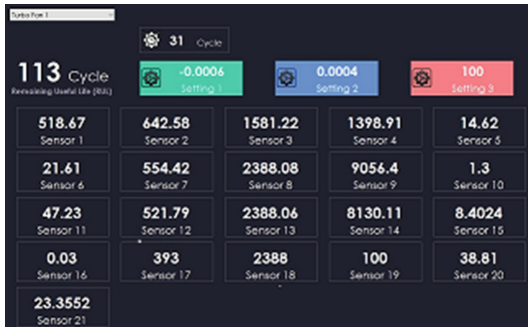 Turbo Fan 1
31 Cycle
113 Cycle
Remaining Useful Life (RUL)
-0.0006
Setting 1
0.0004
Setting 2
100
Setting 3
518.67
Sensor 1
642.58
Sensor 2
1581.22
Sensor 3
1398.91
Sensor 4
14.62
Sensor 5
21.61
Sensor 6
554.42
Sensor 7
2388.08
Sensor 8
9056.4
Sensor 9
1.3
Sensor 10
47.23
Sensor 11
521.79
Sensor 12
2388.06
Sensor 13
8130.11
Sensor 14
8.4024
Sensor 15
0.03
Sensor 16
393
Sensor 17
2388
Sensor 18
100
Sensor 19
38.81
Sensor 20
23.3552
Sensor 21